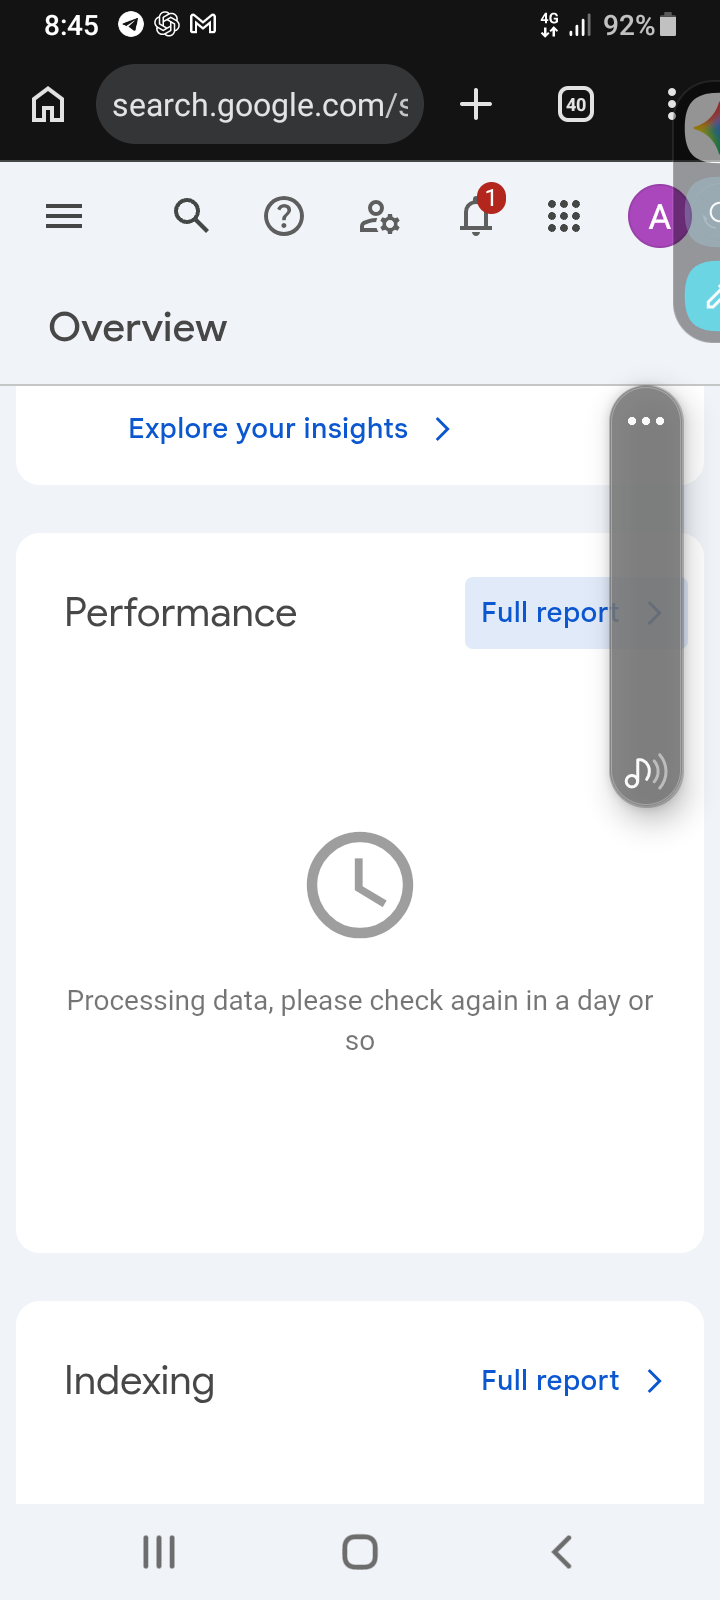 8:45
4G
92%
search.google.com/s
40
1
A
Overview
Explore your insights
Performance
Full report
Processing data, please check again in a day or
so
Indexing
Full report